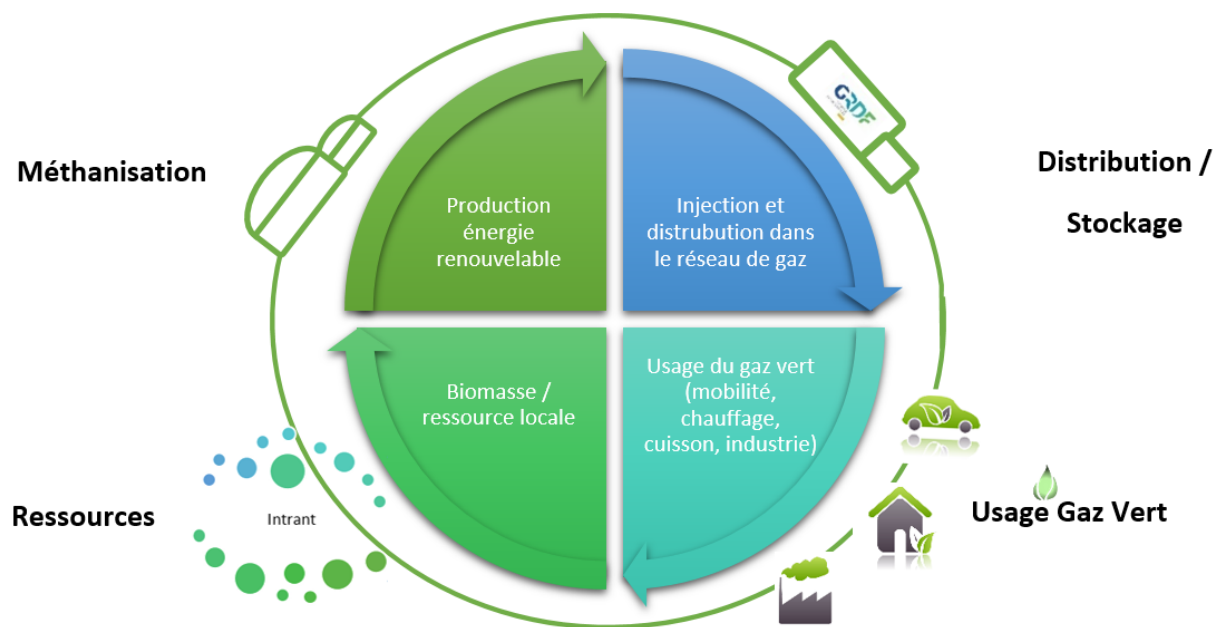 Méthanisation
Production
énergie
renouvelable
Injection et
distrubution dans
le réseau de gaz
GRDF
Distribution /
Stockage
Biomasse /
ressource locale
Usage du gaz vert
(mobilité,
chauffage,
cuisson, industrie)
Ressources
Intrant
Usage Gaz Vert